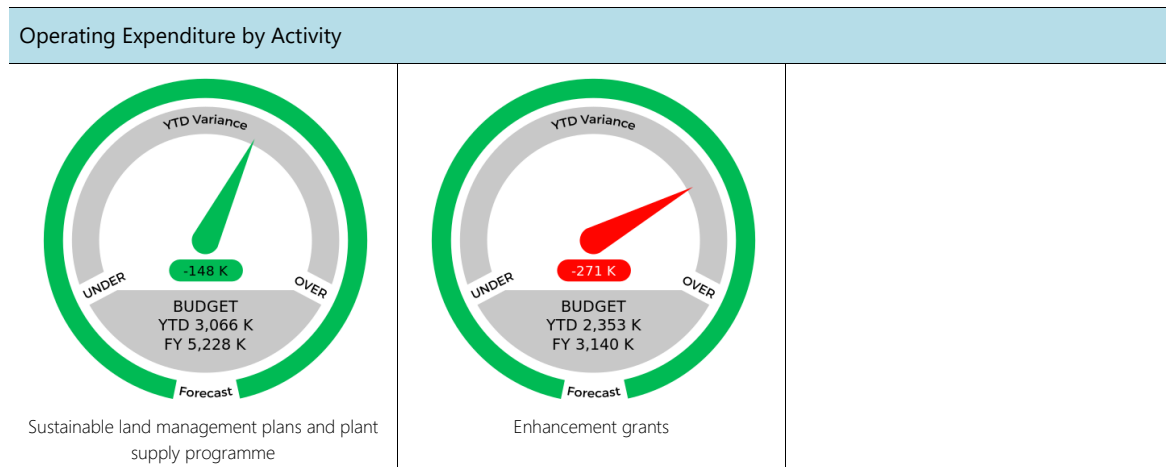 Operating Expenditure by Activity
YTD Variance
UNDER
OVER
-148 K
BUDGET
YTD 3,066 K
FY 5,228 K
Forecast
Sustainable land management plans and plant
supply programme
YTD Variance
UNDER
OVER
-271 K
BUDGET
YTD 2,353 K
FY 3,140 K
Forecast
Enhancement grants